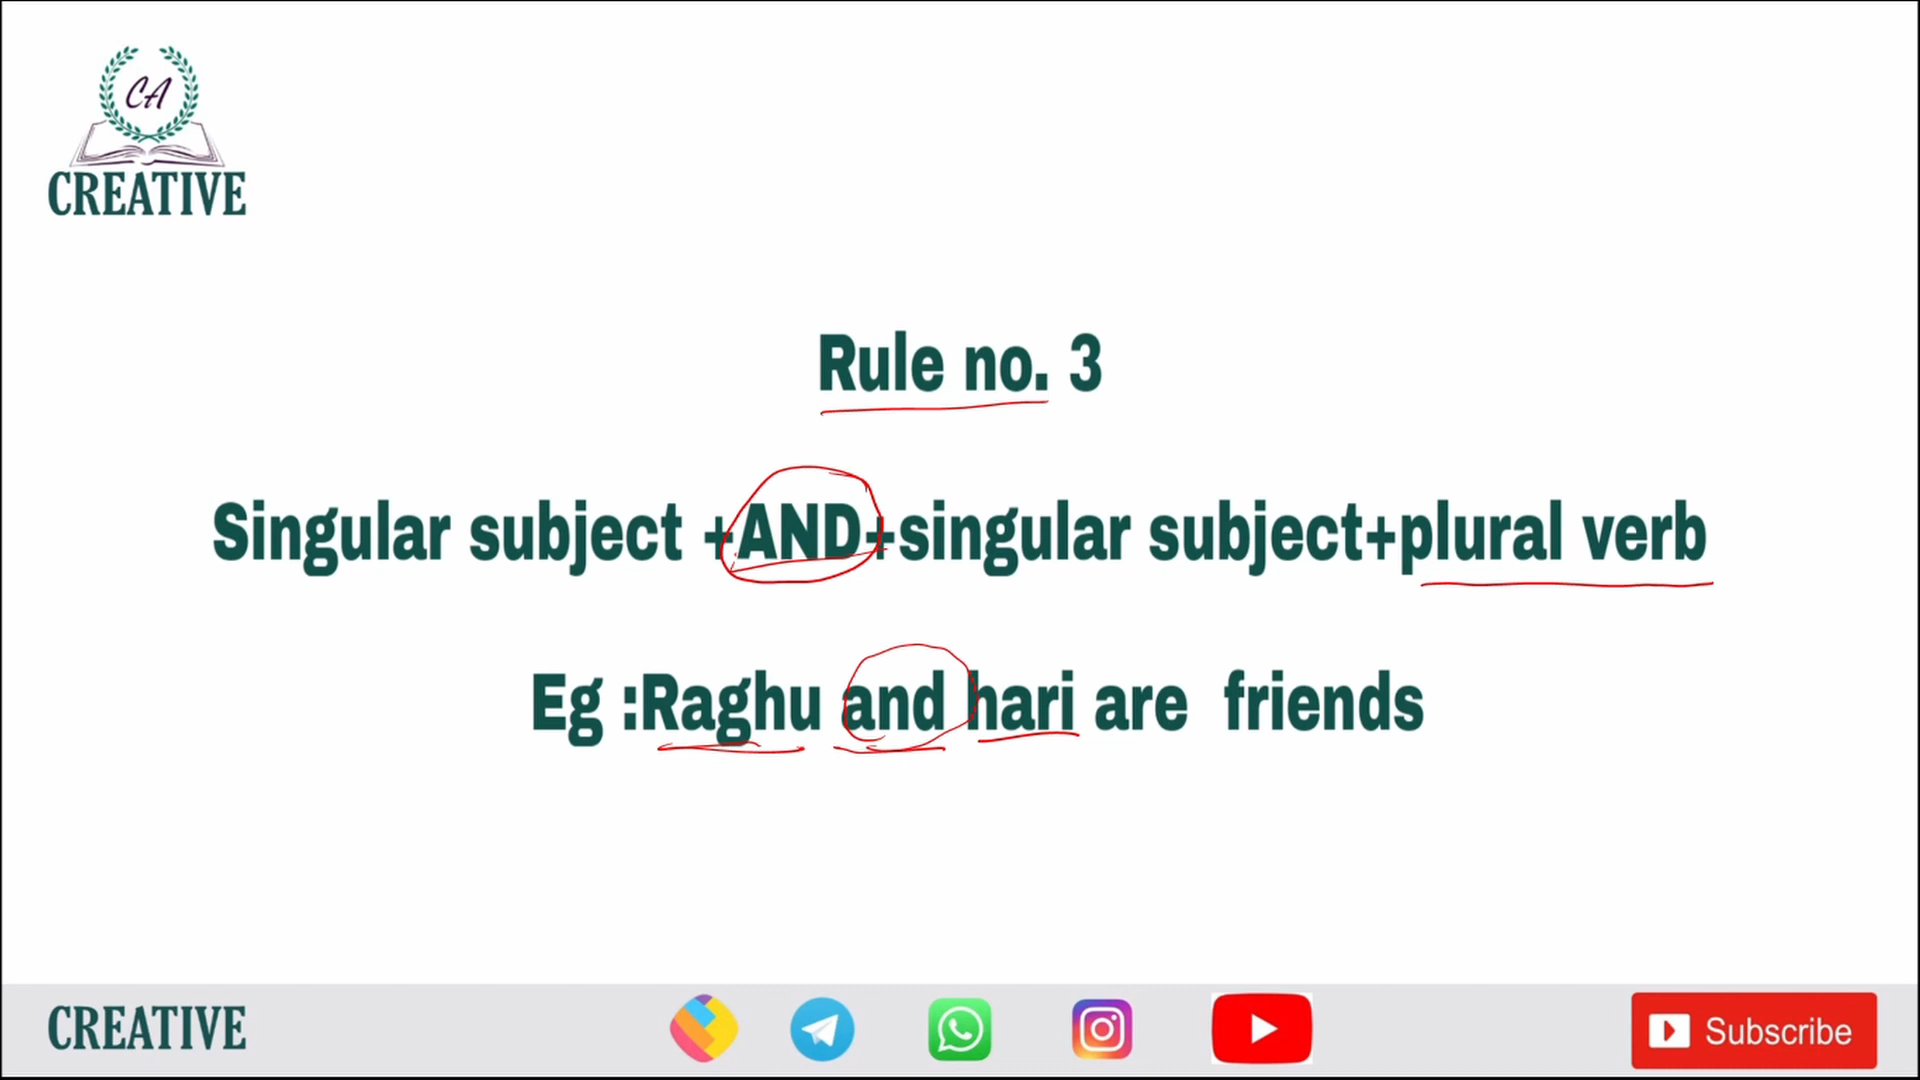 CA
CREATIVE
Rule no. 3
Singular subject +AND+singular subject+plural verb
Eg :Raghu and hari are  friends
CREATIVE
Subscribe